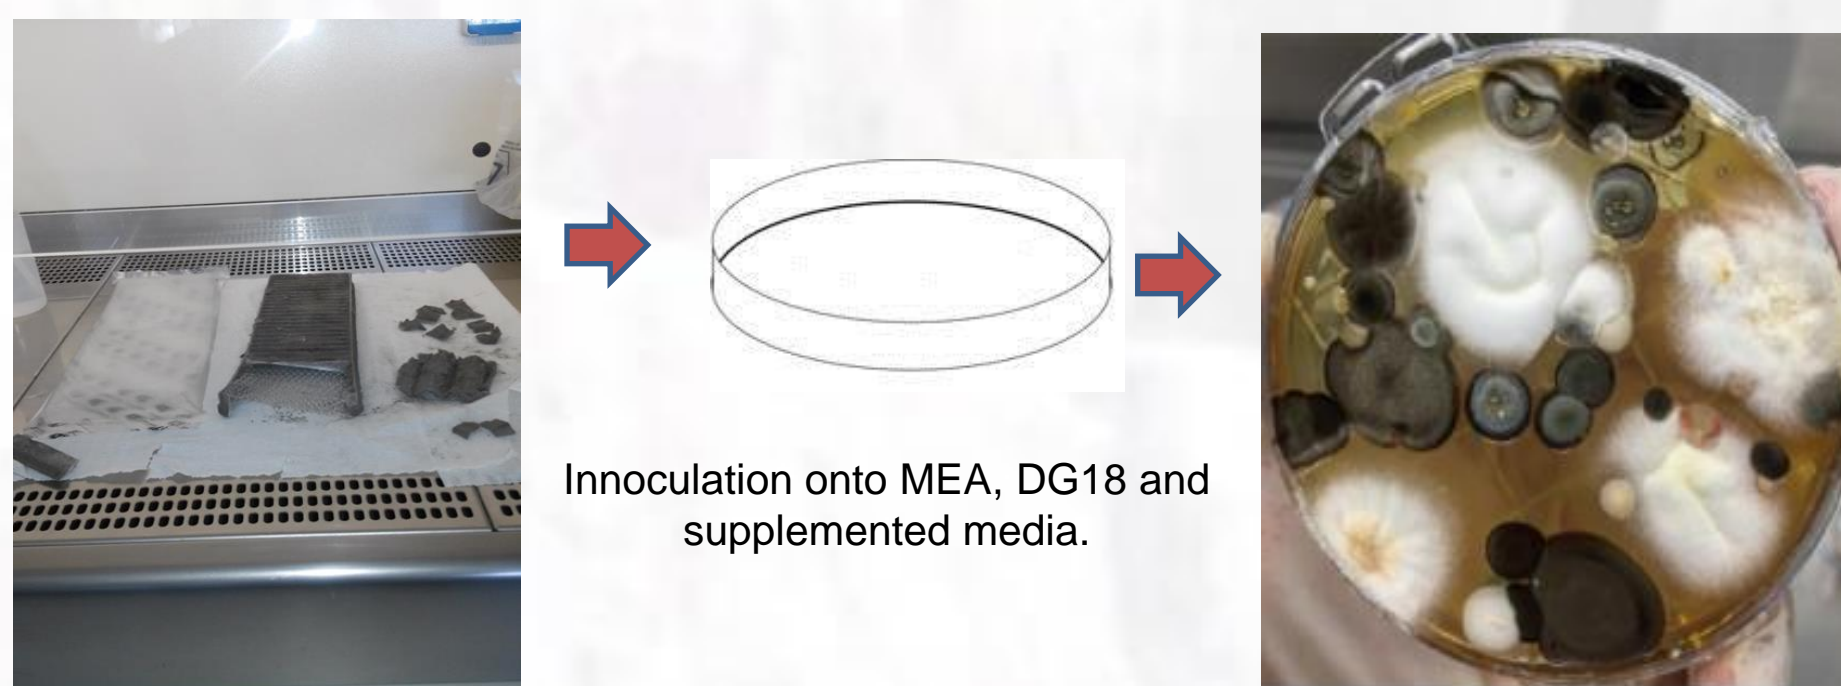 Innoculation onto MEA, DG18 and
supplemented media.